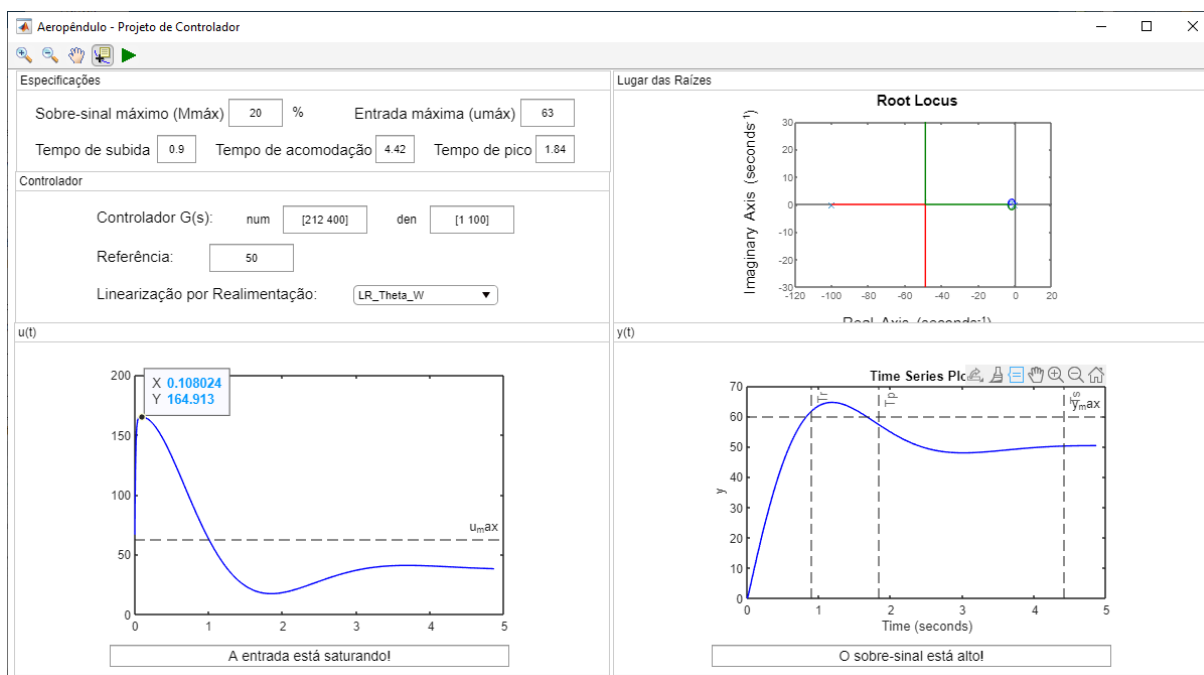 Aeropêndulo - Projeto de Controlador
Especificações
Sobre-sinal máximo (Mmáx) 20 % Entrada máxima (umáx) 63
Tempo de subida 0.9 Tempo de acomodação 4.42 Tempo de pico 1.84
Controlador
Controlador G(s): num [212 400] den [1 100]
Referência: 50
Linearização por Realimentação: LR_Theta_W
Lugar das Raízes
Root Locus
Imaginary Axis (seconds⁻¹)
30
20
10
0
-10
-20
-30
-120 -100 -80 -60 -40 -20 0 20
Real Axis (seconds⁻¹)
u(t)
X 0.108024
Y 164.913
200
150
100
50
0
0 1 2 3 4 5
uₘax
A entrada está saturando!
y(t)
Time Series Plo
Tr
Tp
Ts
yₘax
y
70
60
50
40
30
20
10
0
0 1 2 3 4 5
Time (seconds)
O sobre-sinal está alto!